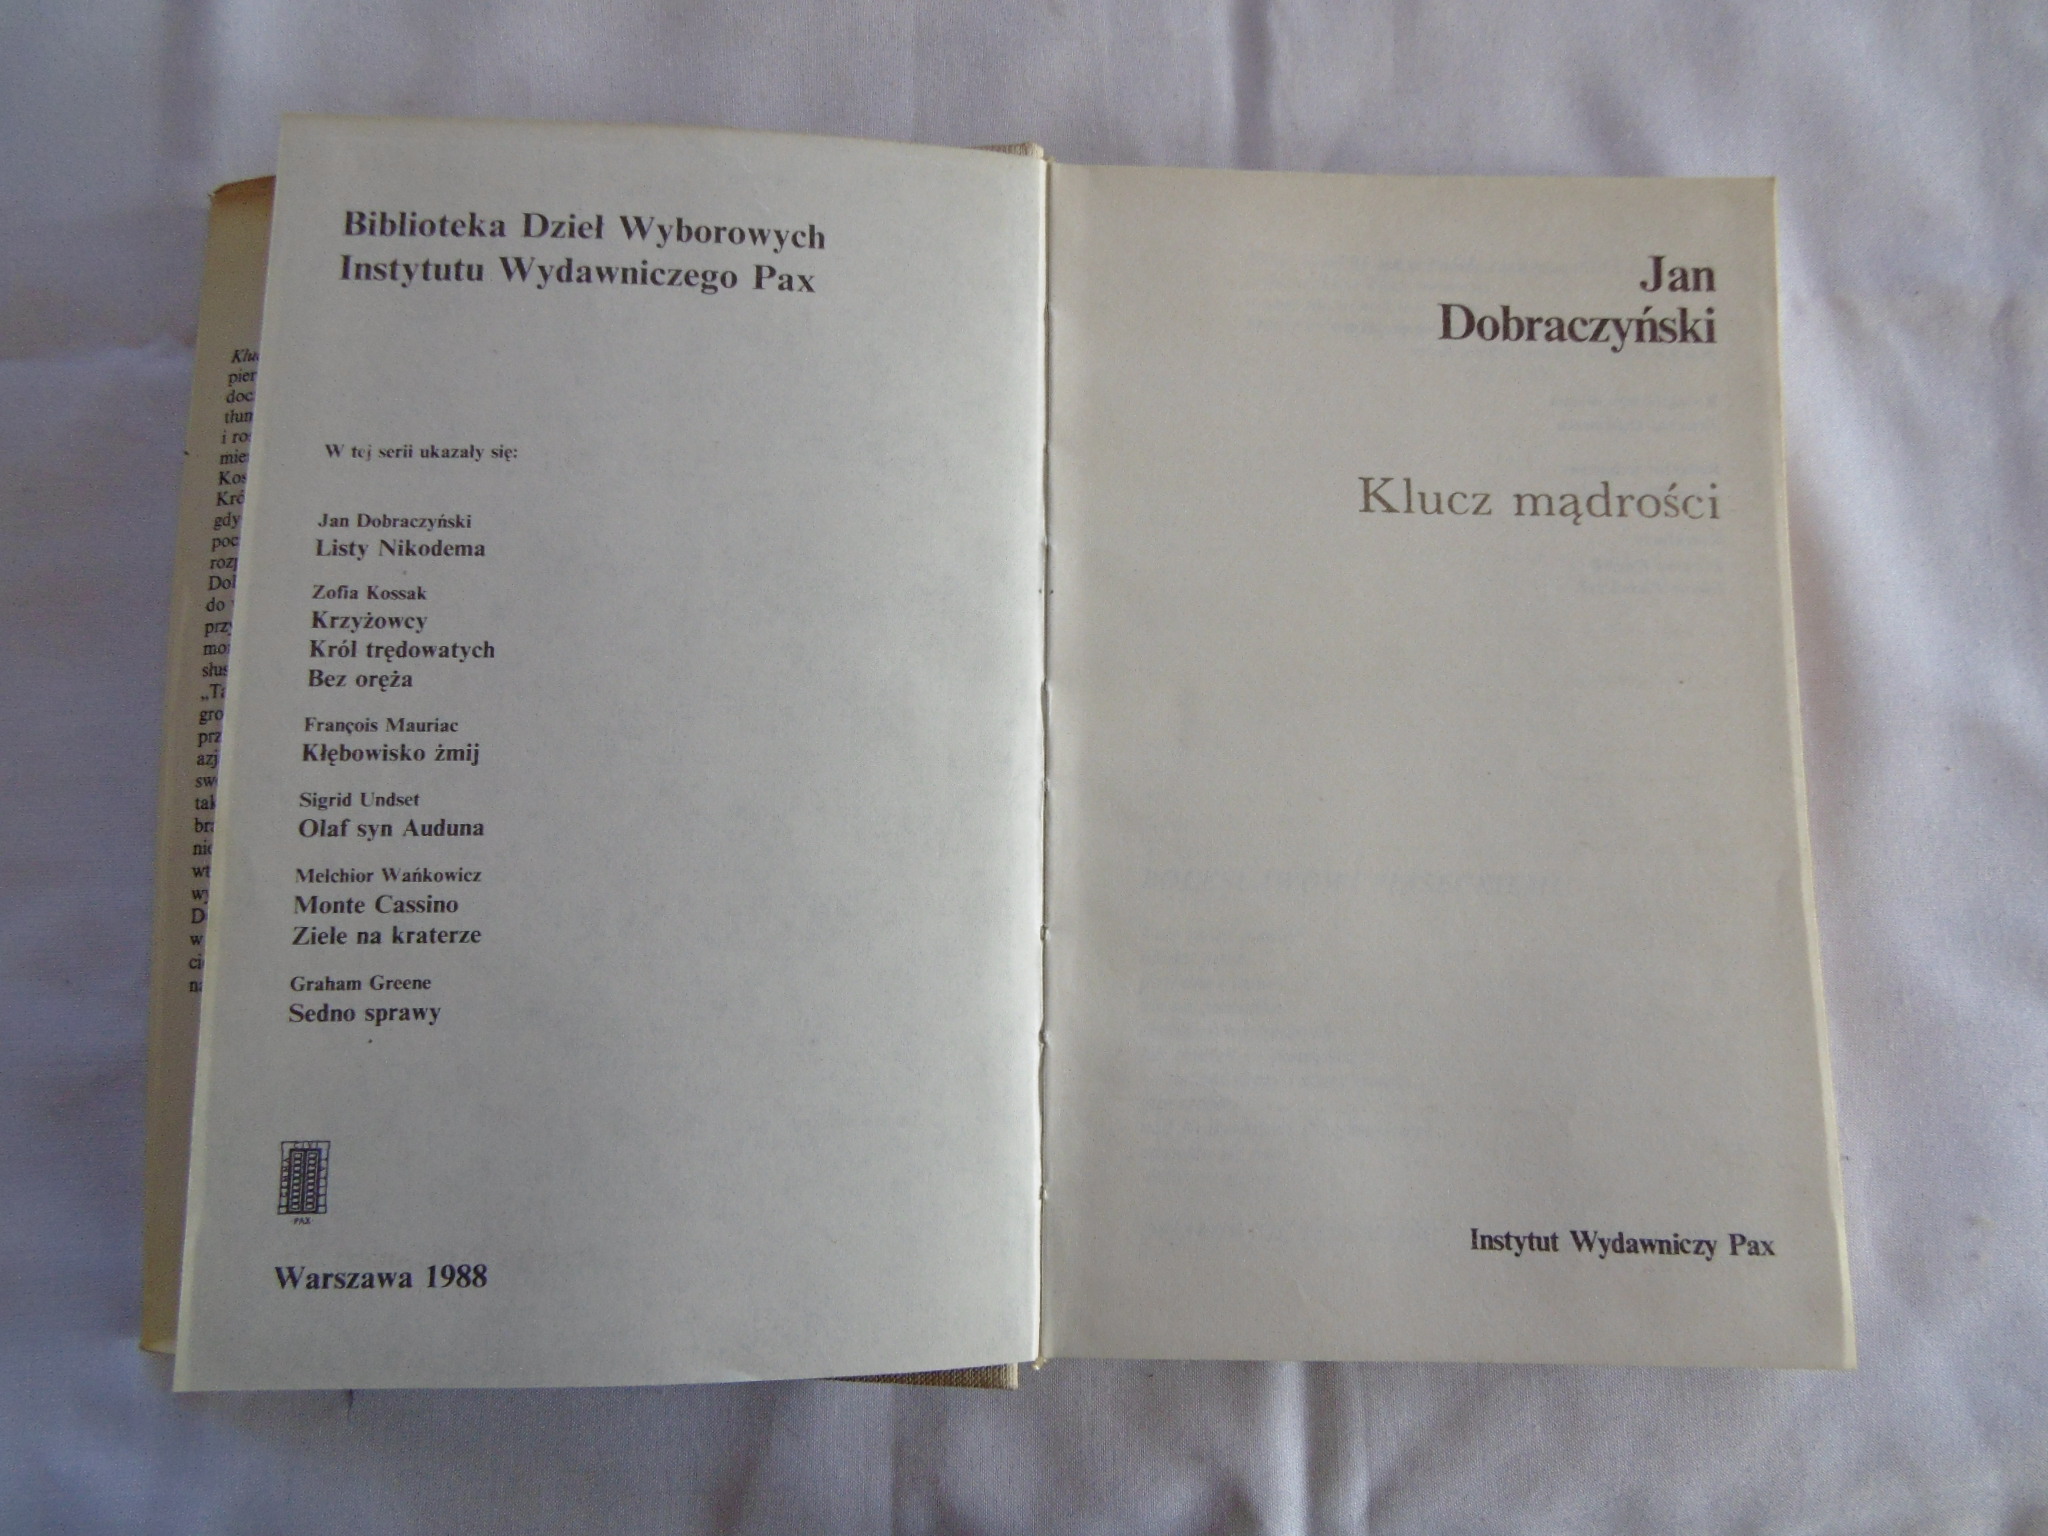 Biblioteka Dzieł Wyborowych
Instytutu Wydawniczego Pax
W tej serii ukazały się:
Jan Dobraczyński
Listy Nikodema
Zofia Kossak
Krzyżowcy
Król trędowatych
Bez oręża
François Mauriac
Kłębowisko żmij
Sigrid Undset
Olaf syn Auduna
Melchior Wańkowicz
Monte Cassino
Ziele na kraterze
Graham Greene
Sedno sprawy
PAX
Warszawa 1988
Jan
Dobraczyński
Klucz mądrości
Instytut Wydawniczy Pax